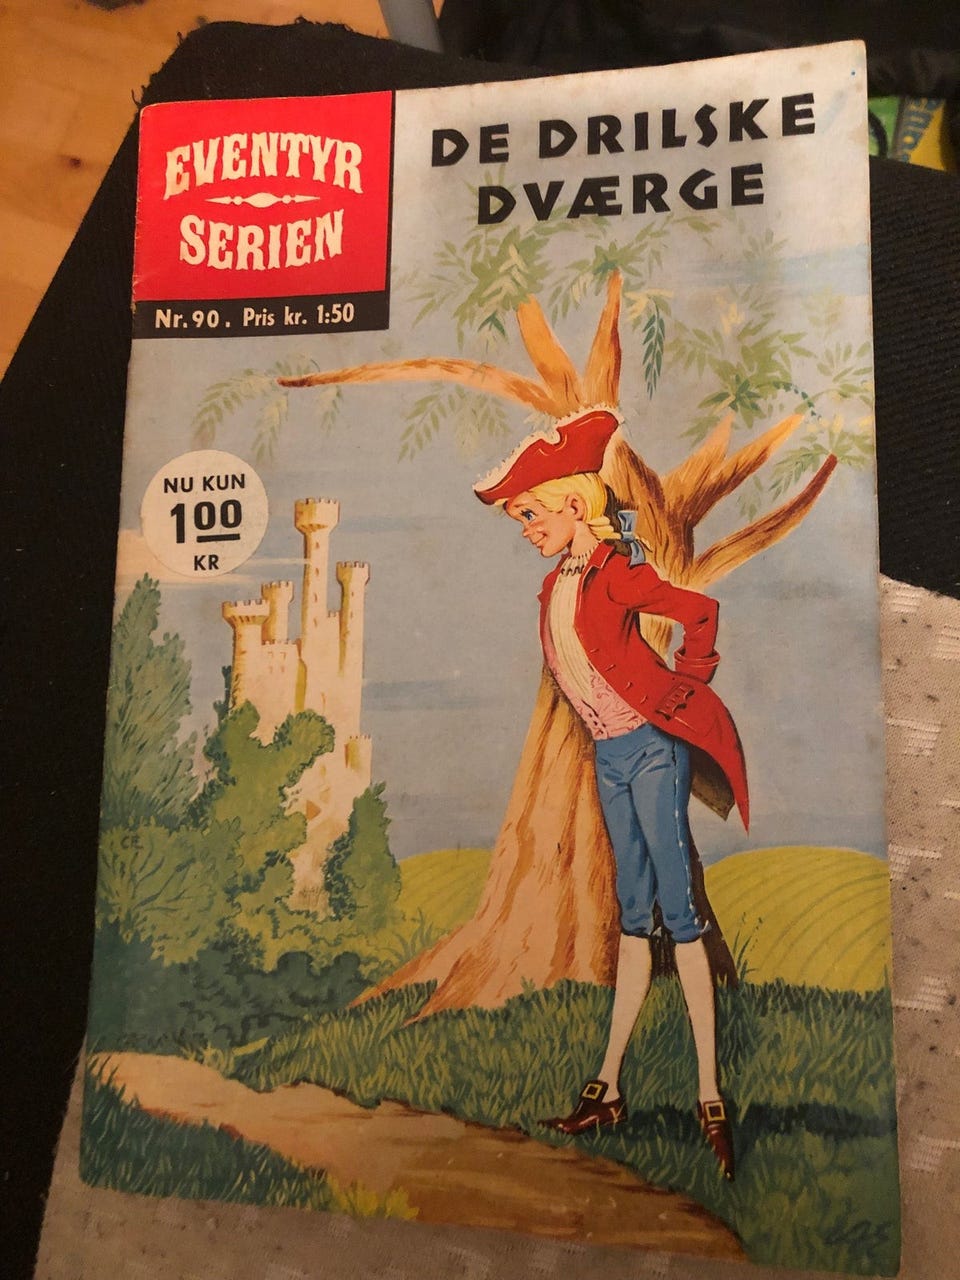 EVENTYR
SERIEN
Nr. 90. Pris kr. 1:50
DE DRILSKE
DVÆRGE
NU KUN
1 00
KR